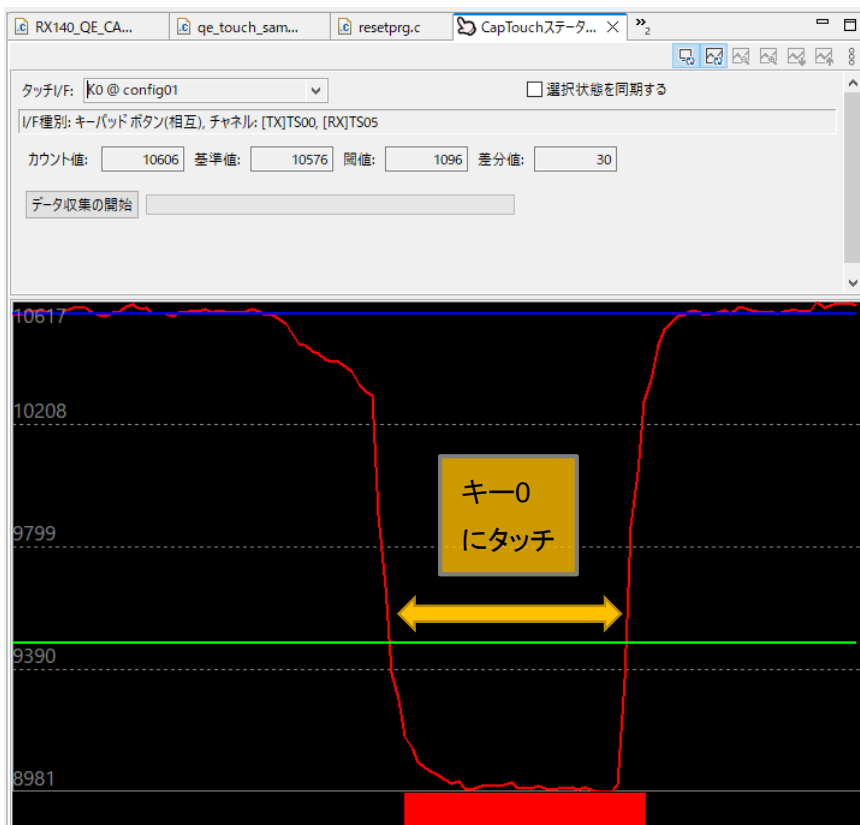 RX140_QE_CA...
qe_touch_sam...
resetprg.c
CapTouchステータ...
»2
タッチI/F: K0 @ config01
選択状態を同期する
I/F種別: キーパッド ボタン(相互), チャネル: [TX]TS00, [RX]TS05
カウント値: 10606 基準値: 10576 閾値: 1096 差分値: 30
データ収集の開始
10617
10208
キー0
にタッチ
9799
9390
8981